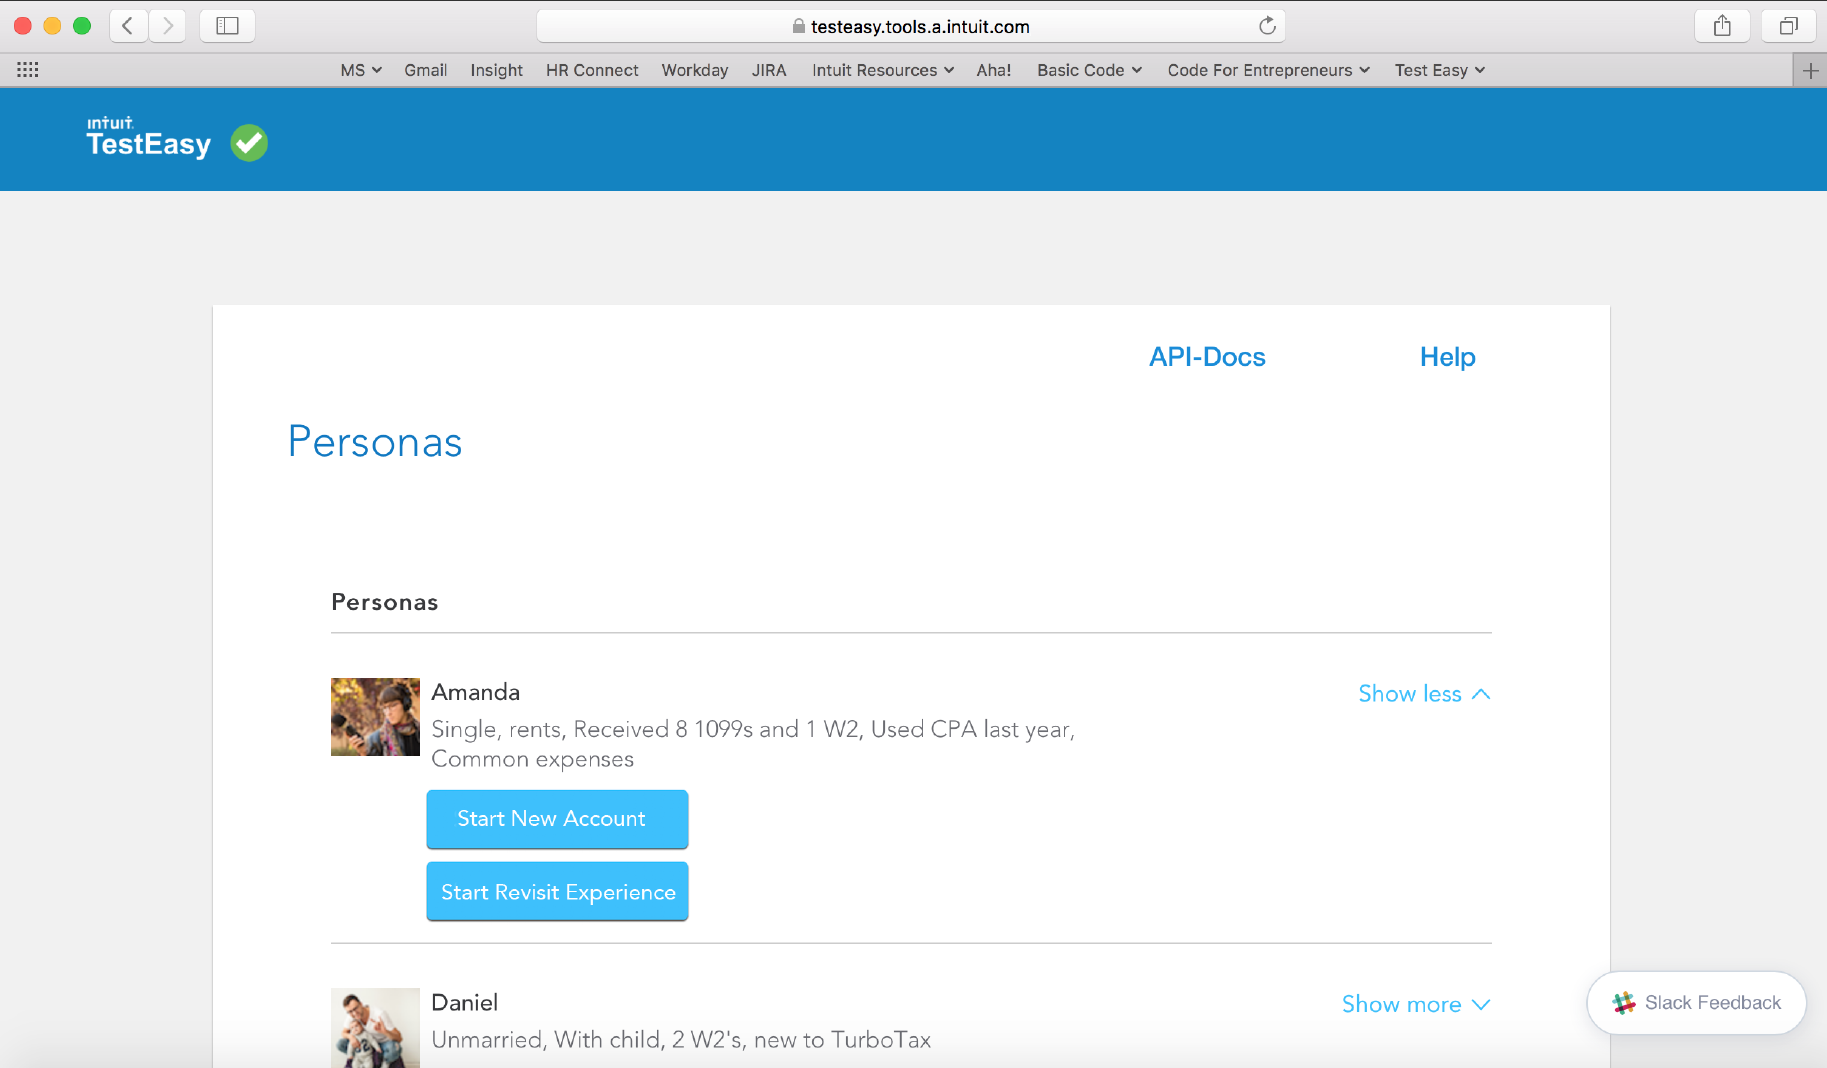 testeasy.tools.a.intuit.com
MS Gmail Insight HR Connect Workday JIRA Intuit Resources Aha! Basic Code Code For Entrepreneurs Test Easy
intuit.
TestEasy
API-Docs Help
Personas
Personas
Amanda Show less
Single, rents, Received 8 1099s and 1 W2, Used CPA last year,
Common expenses
Start New Account
Start Revisit Experience
Daniel Show more
Slack Feedback
Unmarried, With child, 2 W2's, new to TurboTax